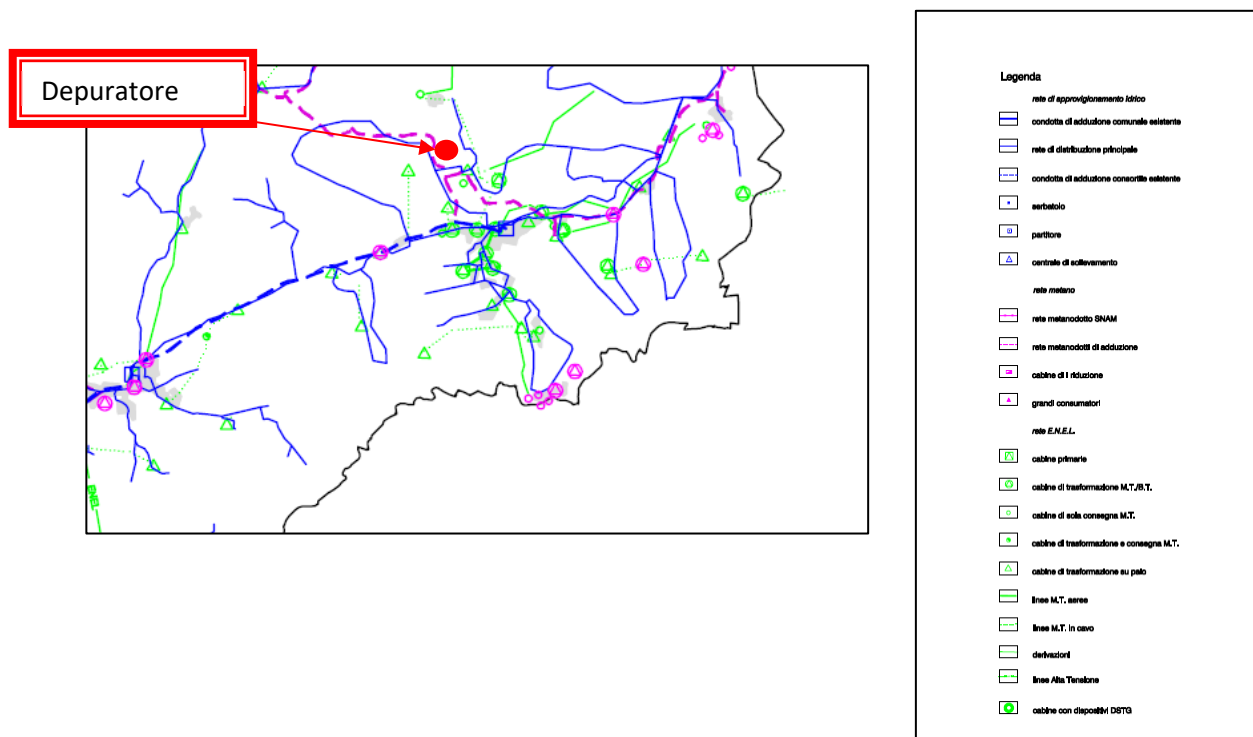 Depuratore
ENEL
Legenda
rete di approvigionamento idrico
condotta di adduzione comunale esistente
rete di distribuzione principale
condotta di adduzione consortile esistente
serbatoio
partitore
centrale di sollevamento
rete metano
rete metanodotto SNAM
rete metanodotti di adduzione
cabine di I riduzione
grandi consumatori
rete E.N.E.L.
cabine primarie
cabine di trasformazione M.T./B.T.
cabine di sola consegna M.T.
cabine di trasformazione e consegna M.T.
cabine di trasformazione su palo
linee M.T. aeree
linee M.T. in cavo
derivazioni
linee Alta Tensione
cabine con dispositivi DSTG